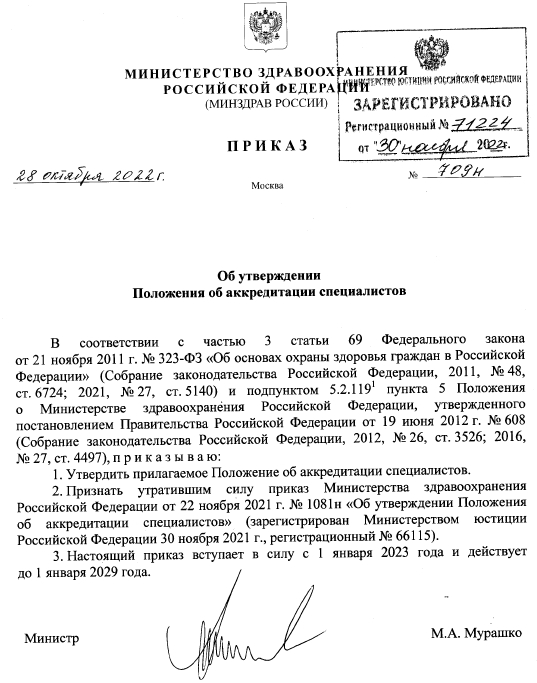 МИНИСТЕРСТВО ЗДРАВООХРАНЕНИЯ
РОССИЙСКОЙ ФЕДЕРАЦИИ
(МИНЗДРАВ РОССИИ)
МИНИСТЕРСТВО ЮСТИЦИИ РОССИЙСКОЙ ФЕДЕРАЦИИ
ЗАРЕГИСТРИРОВАНО
Регистрационный № 71224
от "30" ноября 2022г.
П Р И К А З
28 октября 2022г.
Москва
№ 709н
Об утверждении
Положения об аккредитации специалистов
В соответствии с частью 3 статьи 69 Федерального закона
от 21 ноября 2011 г. № 323-ФЗ «Об основах охраны здоровья граждан в Российской
Федерации» (Собрание законодательства Российской Федерации, 2011, № 48,
ст. 6724; 2021, № 27, ст. 5140) и подпунктом 5.2.119¹ пункта 5 Положения
о Министерстве здравоохранения Российской Федерации, утвержденного
постановлением Правительства Российской Федерации от 19 июня 2012 г. № 608
(Собрание законодательства Российской Федерации, 2012, № 26, ст. 3526; 2016,
№ 27, ст. 4497), п р и к а з ы в а ю:
1. Утвердить прилагаемое Положение об аккредитации специалистов.
2. Признать утратившим силу приказ Министерства здравоохранения
Российской Федерации от 22 ноября 2021 г. № 1081н «Об утверждении Положения
об аккредитации специалистов» (зарегистрирован Министерством юстиции
Российской Федерации 30 ноября 2021 г., регистрационный № 66115).
3. Настоящий приказ вступает в силу с 1 января 2023 года и действует
до 1 января 2029 года.
Министр
М.А. Мурашко